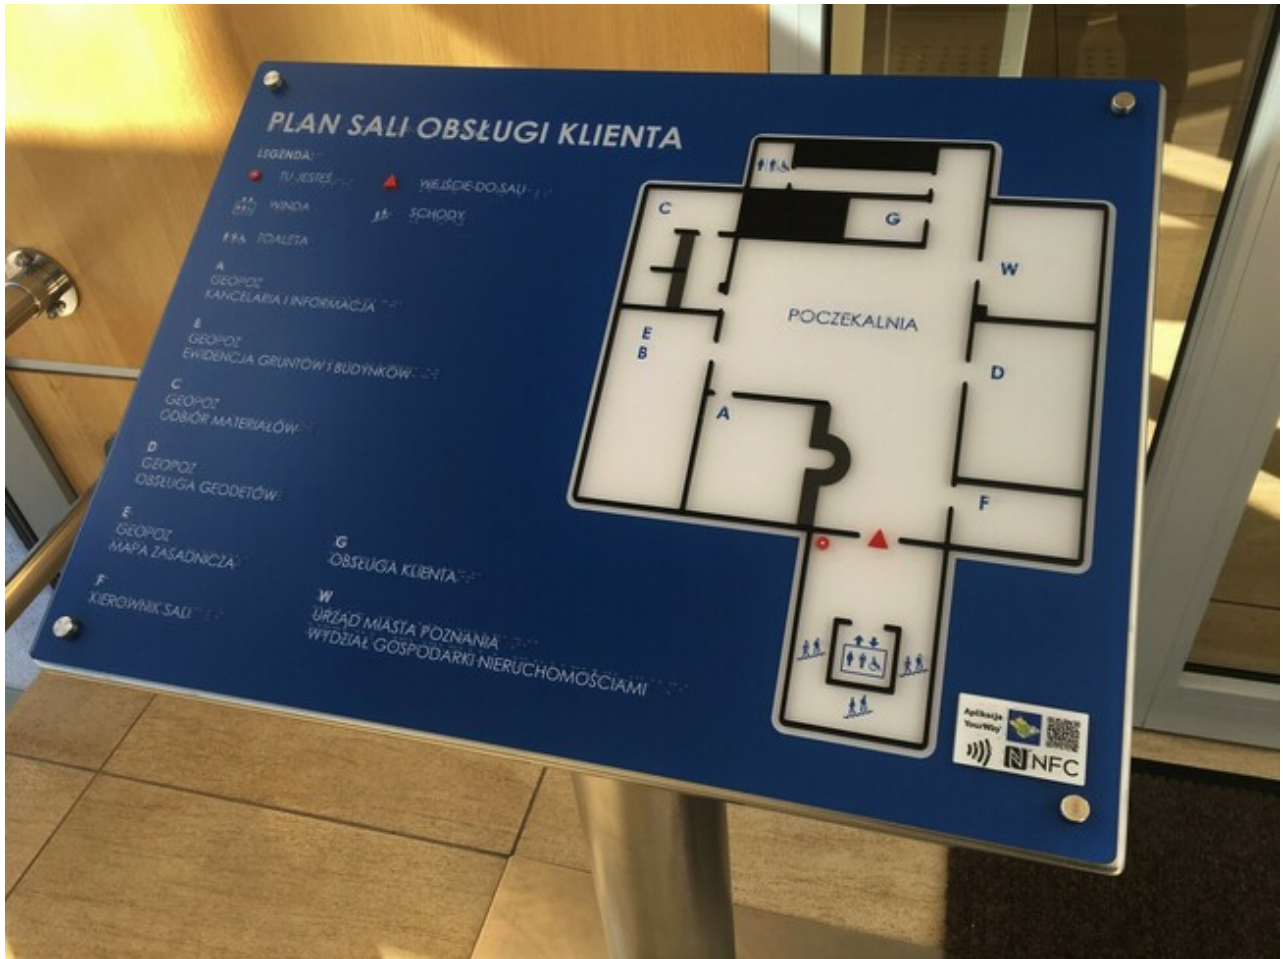 PLAN SALI OBSŁUGI KLIENTA
LEGENDA:
TU JESTEŚ
WEJŚCIE DO SALI
WINDA
SCHODY
TOALETA
A
GEOPOZ
KANCELARIA I INFORMACJA
B
GEOPOZ
EWIDENCJA GRUNTÓW I BUDYNKÓW
C
GEOPOZ
ODBIÓR MATERIAŁÓW
D
GEOPOZ
OBSŁUGA GEODETÓW
E
GEOPOZ
MAPA ZASADNICZA
F
KIEROWNIK SALI
G
OBSŁUGA KLIENTA
W
URZĄD MIASTA POZNANIA
WYDZIAŁ GOSPODARKI NIERUCHOMOŚCIAMI
C
G
W
POCZEKALNIA
E
B
D
A
F
Aplikacja
YourWay
NFC